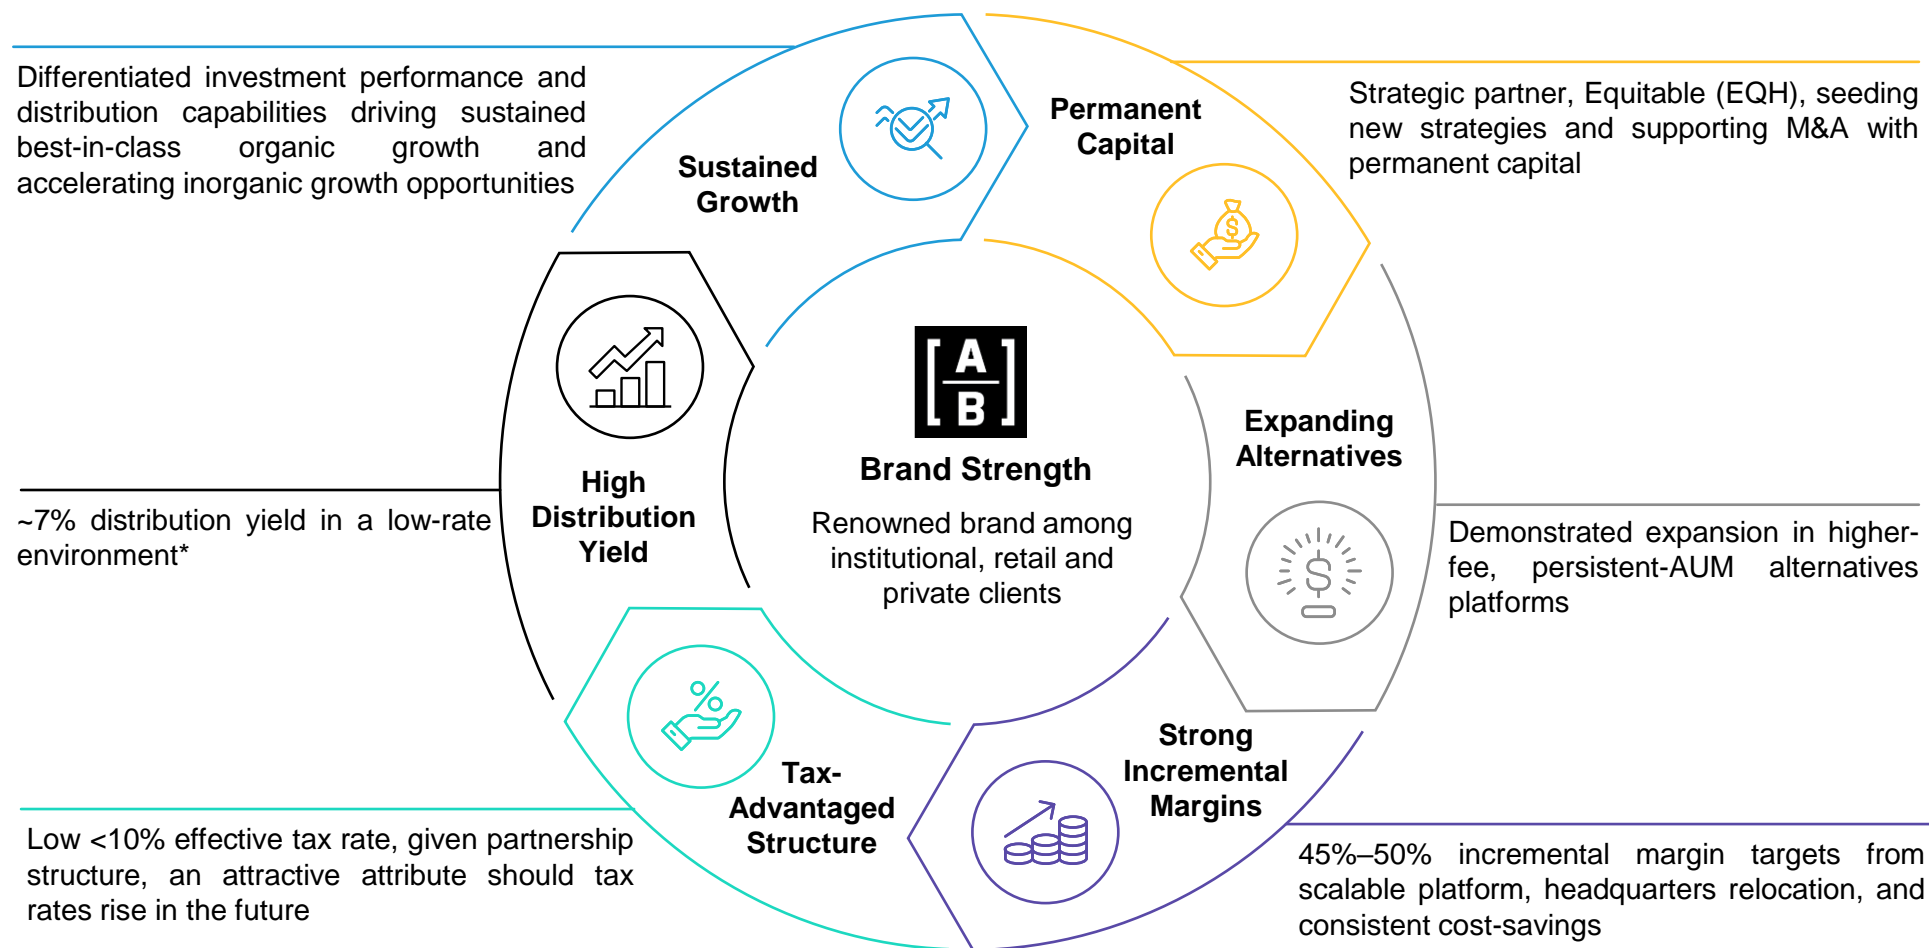 Differentiated investment performance and
distribution capabilities driving sustained
best-in-class organic growth and
accelerating inorganic growth opportunities
Sustained
Growth
Permanent
Capital
Strategic partner, Equitable (EQH), seeding
new strategies and supporting M&A with
permanent capital
Expanding
Alternatives
Demonstrated expansion in higher-
fee, persistent-AUM alternatives
platforms
[A
B]
Brand Strength
Renowned brand among
institutional, retail and
private clients
High
Distribution
Yield
~7% distribution yield in a low-rate
environment*
Tax-
Advantaged
Structure
Low <10% effective tax rate, given partnership
structure, an attractive attribute should tax
rates rise in the future
Strong
Incremental
Margins
45%–50% incremental margin targets from
scalable platform, headquarters relocation, and
consistent cost-savings
$
$
%